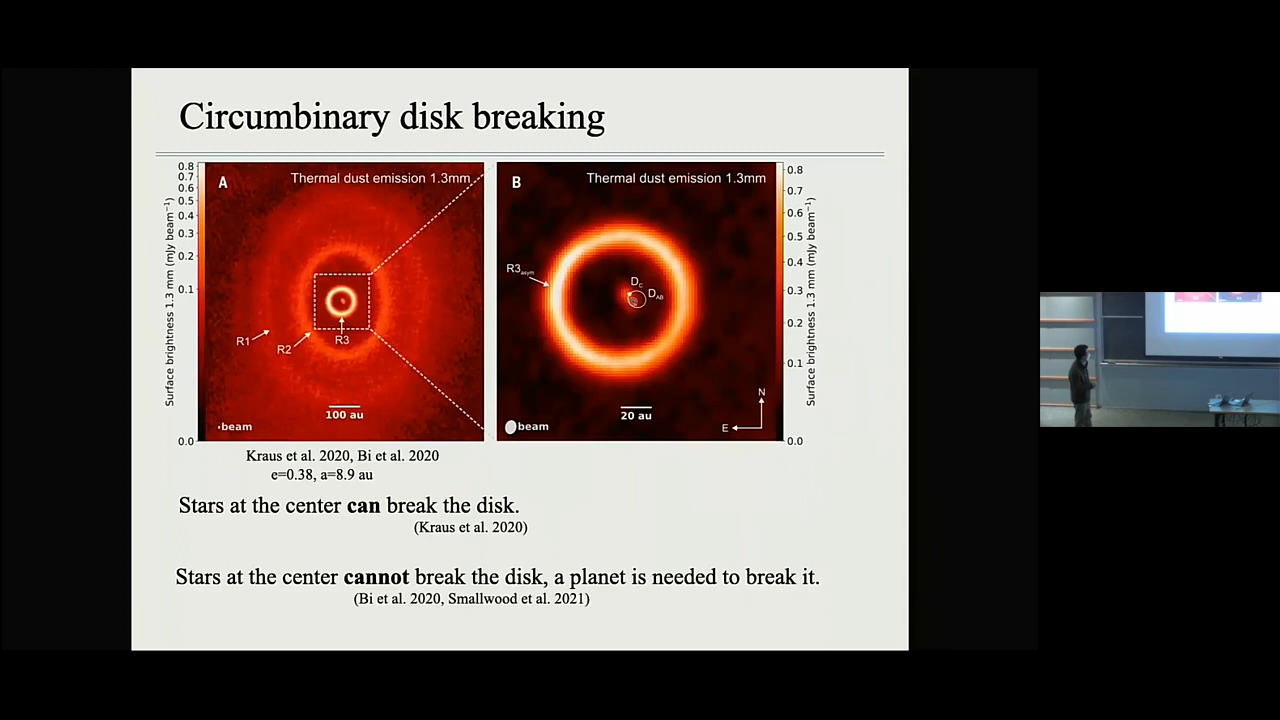 Circumbinary disk breaking
A
Thermal dust emission 1.3mm
B
Thermal dust emission 1.3mm
0.8
0.7
0.6
0.5
0.4
0.3
0.2
0.1
0.0
Surface brightness 1.3 mm (mJy beam⁻¹)
R1
R2
R3
100 au
beam
R3asym
DC
DAB
20 au
beam
N
E
0.8
0.7
0.6
0.5
0.4
0.3
0.2
0.1
0.0
Surface brightness 1.3 mm (mJy beam⁻¹)
Kraus et al. 2020, Bi et al. 2020
e=0.38, a=8.9 au
Stars at the center can break the disk.
(Kraus et al. 2020)
Stars at the center cannot break the disk, a planet is needed to break it.
(Bi et al. 2020, Smallwood et al. 2021)